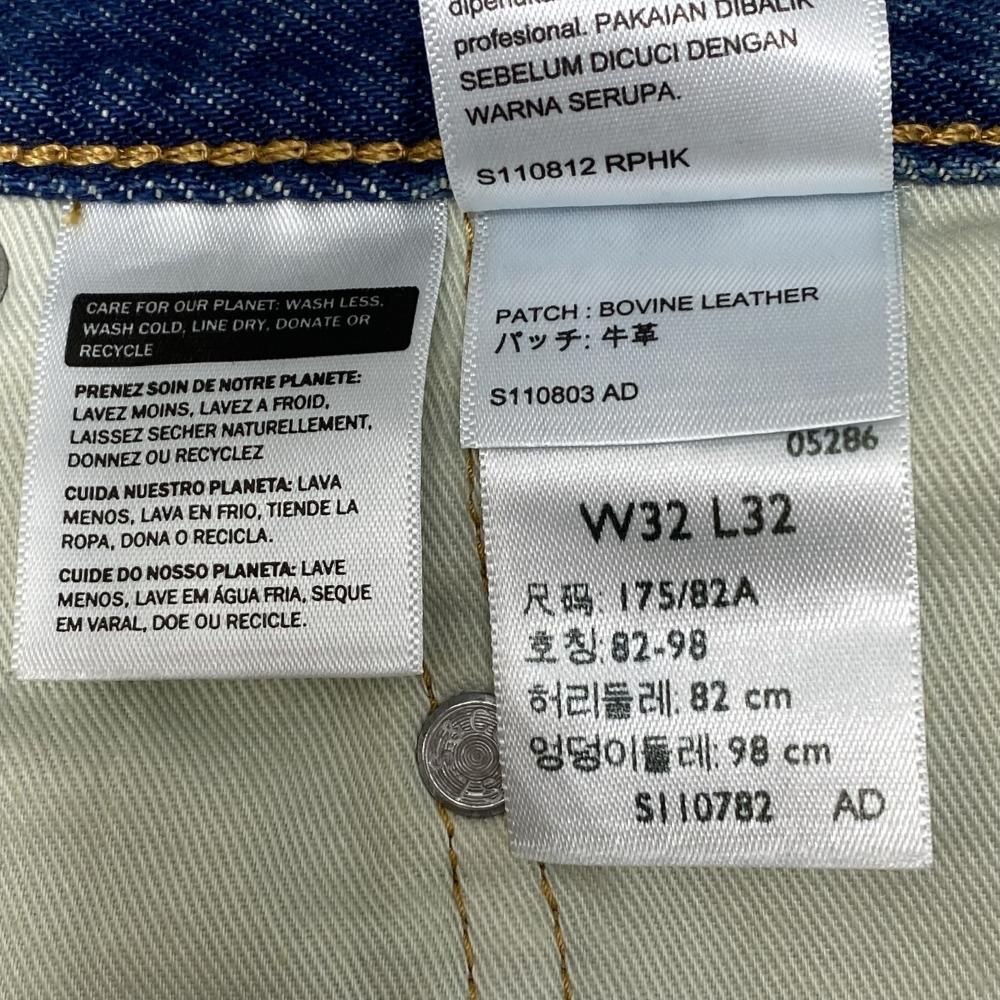 profesional. PAKAIAN DIBALIK
SEBELUM DICUCI DENGAN
WARNA SERUPA.
S110812 RPHK
PATCH : BOVINE LEATHER
パッチ: 牛革
S110803 AD
05286
W32 L32
尺码: 175/82A
호칭: 82-98
허리둘레: 82 cm
엉덩이둘레: 98 cm
S110782 AD
CARE FOR OUR PLANET: WASH LESS,
WASH COLD, LINE DRY, DONATE OR
RECYCLE
PRENEZ SOIN DE NOTRE PLANETE:
LAVEZ MOINS, LAVEZ A FROID,
LAISSEZ SECHER NATURELLEMENT,
DONNEZ OU RECYCLEZ
CUIDA NUESTRO PLANETA: LAVA
MENOS, LAVA EN FRIO, TIENDE LA
ROPA, DONA O RECICLA.
CUIDE DO NOSSO PLANETA: LAVE
MENOS, LAVE EM ÁGUA FRIA, SEQUE
EM VARAL, DOE OU RECICLE.